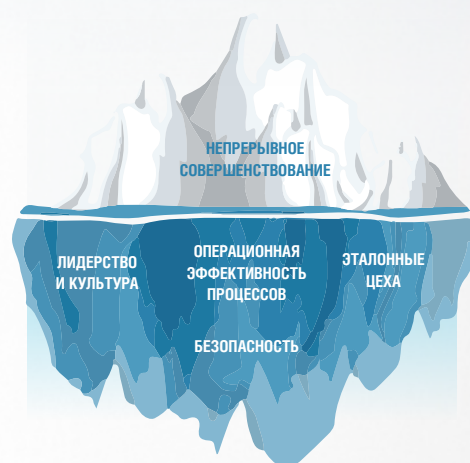 НЕПРЕРЫВНОЕ
СОВЕРШЕНСТВОВАНИЕ
ЛИДЕРСТВО
И КУЛЬТУРА
ОПЕРАЦИОННАЯ
ЭФФЕКТИВНОСТЬ
ПРОЦЕССОВ
ЭТАЛОННЫЕ
ЦЕХА
БЕЗОПАСНОСТЬ